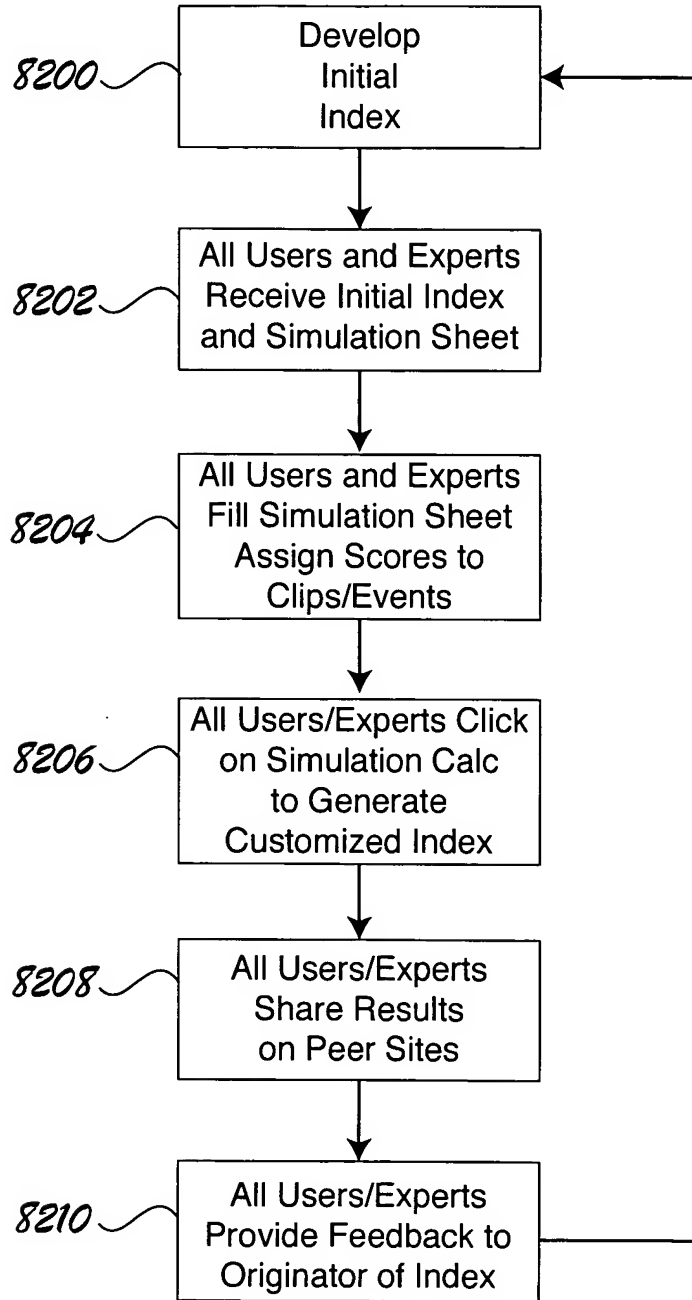 8200
Develop
Initial
Index
8202
All Users and Experts
Receive Initial Index
and Simulation Sheet
8204
All Users and Experts
Fill Simulation Sheet
Assign Scores to
Clips/Events
8206
All Users/Experts Click
on Simulation Calc
to Generate
Customized Index
8208
All Users/Experts
Share Results
on Peer Sites
8210
All Users/Experts
Provide Feedback to
Originator of Index